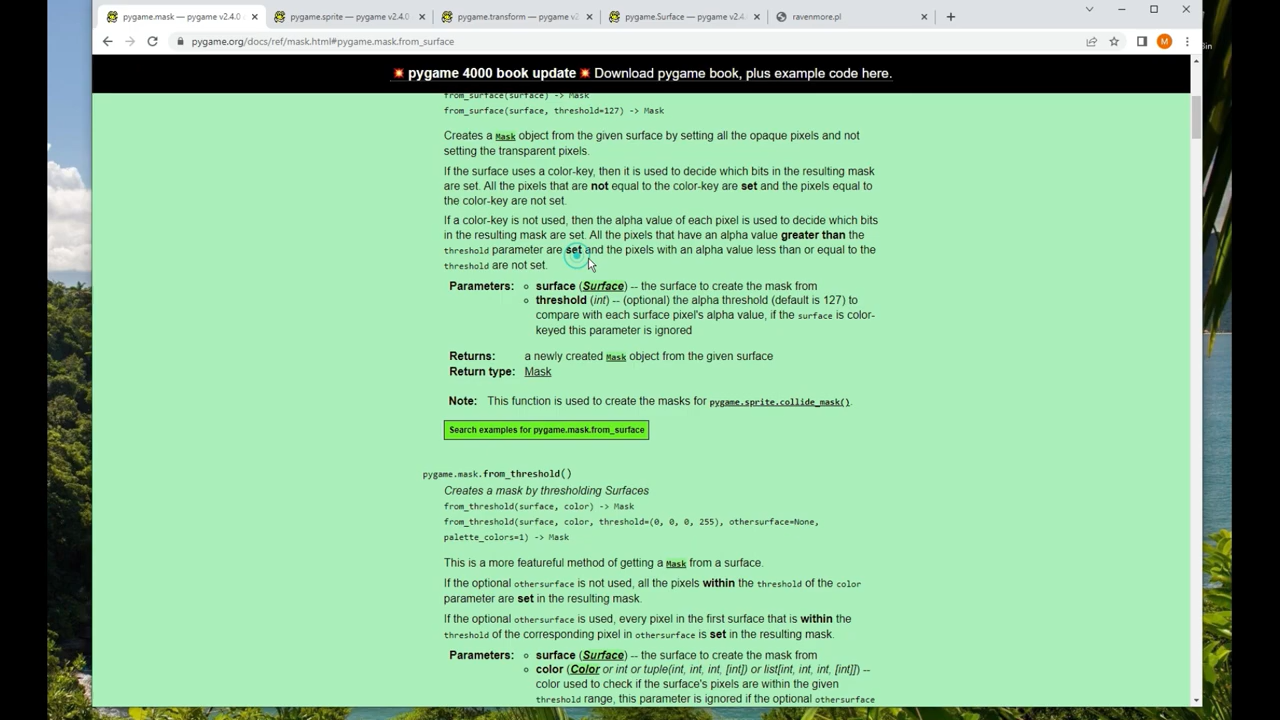 pygame.mask — pygame v2.4.0
pygame.sprite — pygame v2.4.0
pygame.transform — pygame v2
pygame.Surface — pygame v2.4
ravenmore.pl
pygame.org/docs/ref/mask.html#pygame.mask.from_surface
M
Bin
pygame 4000 book update Download pygame book, plus example code here.
from_surface(surface) -> Mask
from_surface(surface, threshold=127) -> Mask
Creates a Mask object from the given surface by setting all the opaque pixels and not
setting the transparent pixels.
If the surface uses a color-key, then it is used to decide which bits in the resulting mask
are set. All the pixels that are not equal to the color-key are set and the pixels equal to
the color-key are not set.
If a color-key is not used, then the alpha value of each pixel is used to decide which bits
in the resulting mask are set. All the pixels that have an alpha value greater than the
threshold parameter are set and the pixels with an alpha value less than or equal to the
threshold are not set.
Parameters: surface (Surface) -- the surface to create the mask from
threshold (int) -- (optional) the alpha threshold (default is 127) to
compare with each surface pixel's alpha value, if the surface is color-
keyed this parameter is ignored
Returns: a newly created Mask object from the given surface
Return type: Mask
Note: This function is used to create the masks for pygame.sprite.collide_mask().
Search examples for pygame.mask.from_surface
pygame.mask.from_threshold()
Creates a mask by thresholding Surfaces
from_threshold(surface, color) -> Mask
from_threshold(surface, color, threshold=(0, 0, 0, 255), othersurface=None,
palette_colors=1) -> Mask
This is a more featureful method of getting a Mask from a surface.
If the optional othersurface is not used, all the pixels within the threshold of the color
parameter are set in the resulting mask.
If the optional othersurface is used, every pixel in the first surface that is within the
threshold of the corresponding pixel in othersurface is set in the resulting mask.
Parameters: surface (Surface) -- the surface to create the mask from
color (Color or int or tuple(int, int, int, [int]) or list[int, int, int, [int]]) --
color used to check if the surface's pixels are within the given
threshold range, this parameter is ignored if the optional othersurface